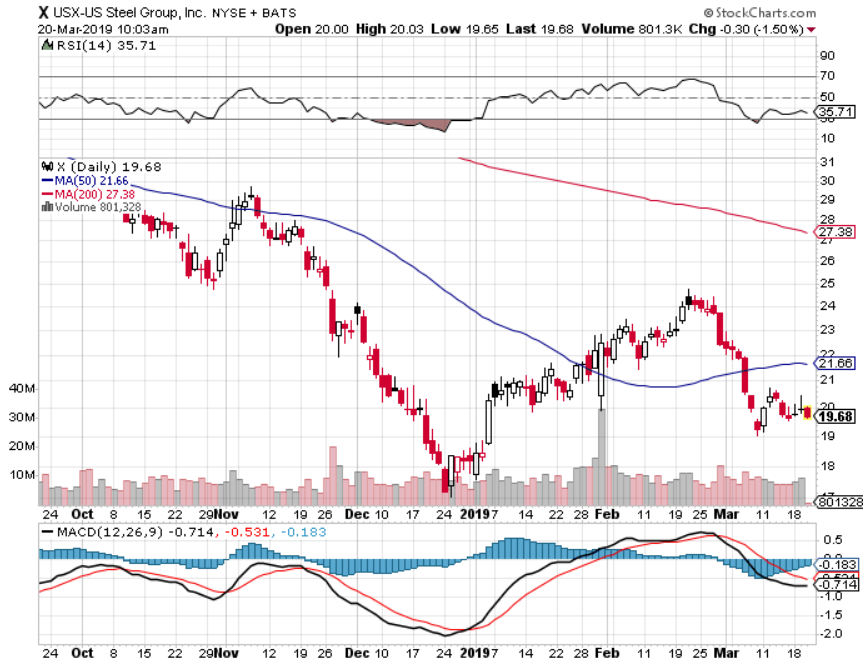 X USX-US Steel Group, Inc. NYSE + BATS
© StockCharts.com
20-Mar-2019 10:03am
Open 20.00 High 20.03 Low 19.65 Last 19.68 Volume 801.3K Chg -0.30 (-1.50%)
RSI(14) 35.71
90
70
50
35.71
30
10
X (Daily) 19.68
MA(50) 21.66
MA(200) 27.38
Volume 801,328
31
30
29
28
27.38
27
26
25
24
23
22
21.66
21
20
19.68
19
18
17
801328
40M
30M
20M
10M
24 Oct 8 15 22 29 Nov 12 19 26 Dec 10 17 24 2019 7 14 22 28 Feb 11 19 25 Mar 11 18
MACD(12,26,9) -0.714, -0.531, -0.183
0.5
0.0
-0.183
-0.531
-0.714
-1.0
-1.5
-2.0
24 Oct 8 15 22 29 Nov 12 19 26 Dec 10 17 24 2019 7 14 22 28 Feb 11 19 25 Mar 11 18